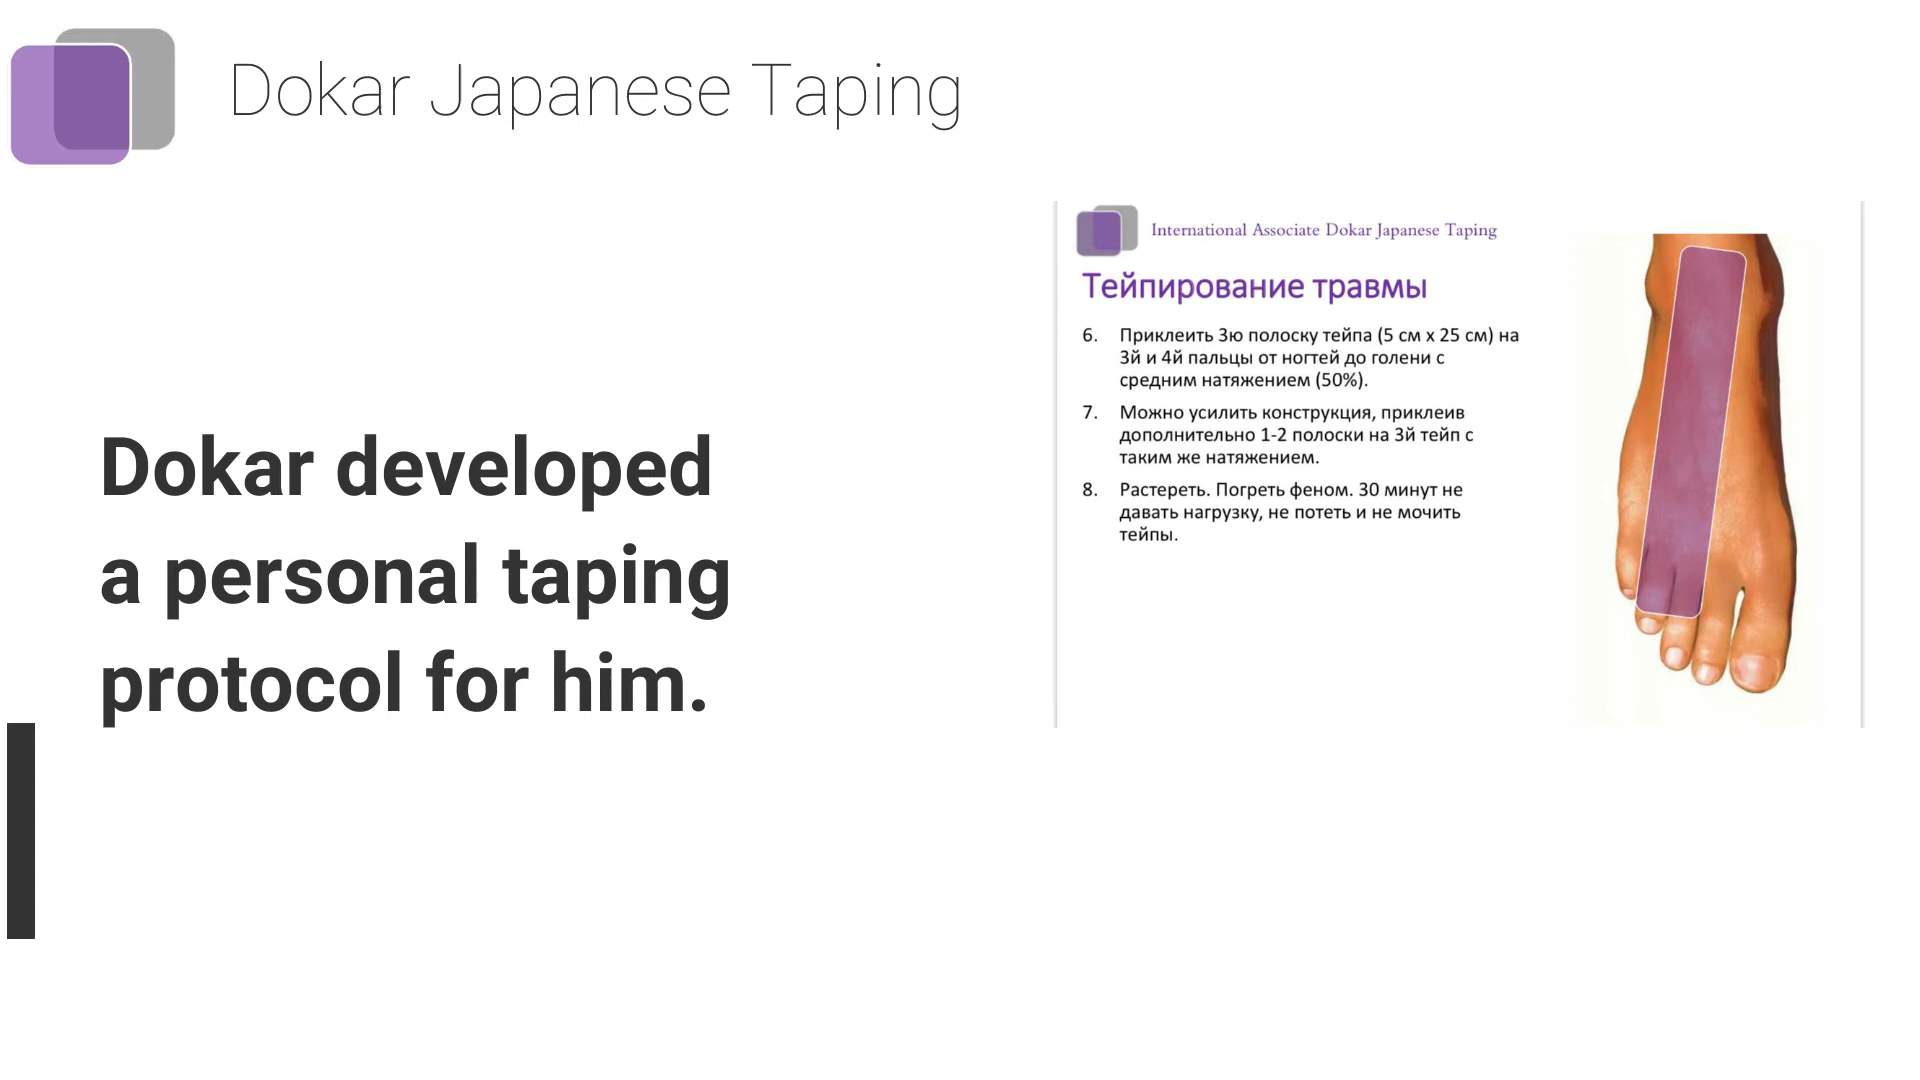 Dokar Japanese Taping
Dokar developed
a personal taping
protocol for him.
International Associate Dokar Japanese Taping
Тейпирование травмы
6. Приклеить 3ю полоску тейпа (5 см х 25 см) на
3й и 4й пальцы от ногтей до голени с
средним натяжением (50%).
7. Можно усилить конструкция, приклеив
дополнительно 1-2 полоски на 3й тейп с
таким же натяжением.
8. Растереть. Погреть феном. 30 минут не
давать нагрузку, не потеть и не мочить
тейпы.